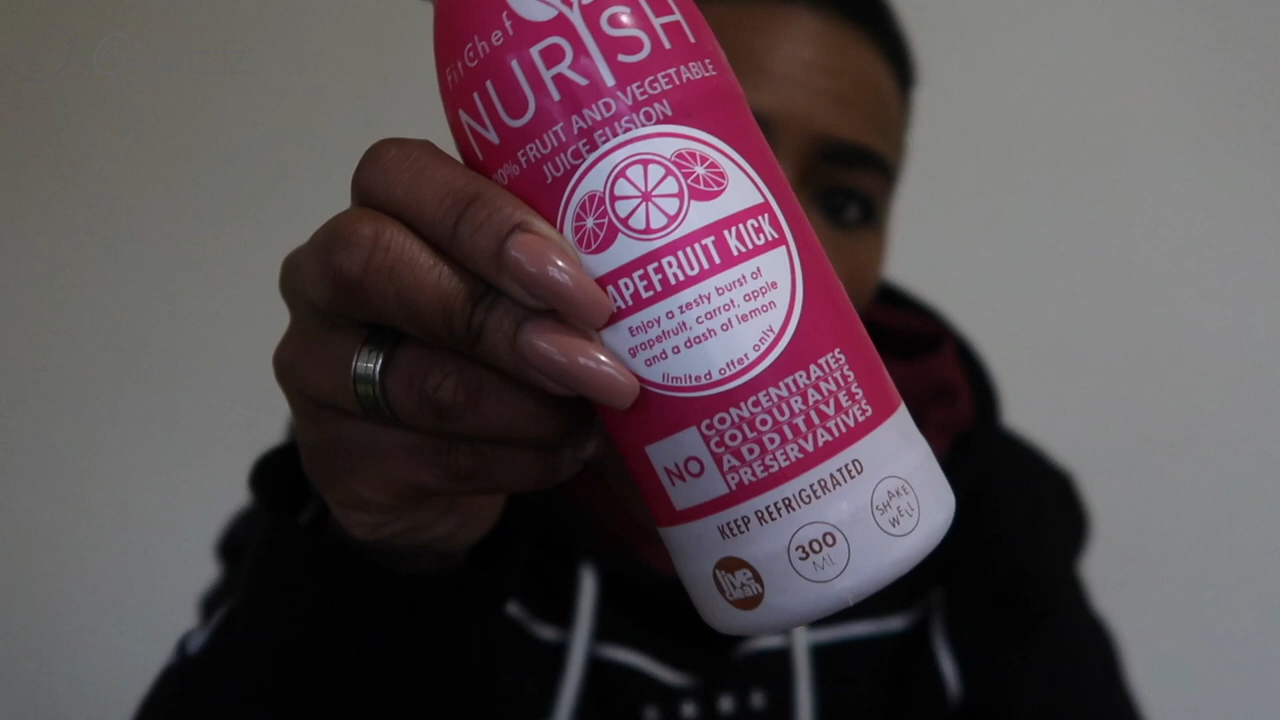 FitChef
NURISH
FRUIT AND VEGETABLE
JUICE FUSION
APEFRUIT KICK
Enjoy a zesty burst of
grapefruit, carrot, apple
and a dash of lemon
limited offer only
NO
CONCENTRATES
COLOURANTS
ADDITIVES
PRESERVATIVES
KEEP REFRIGERATED
SHAKE
WELL
300
ML
live
clean